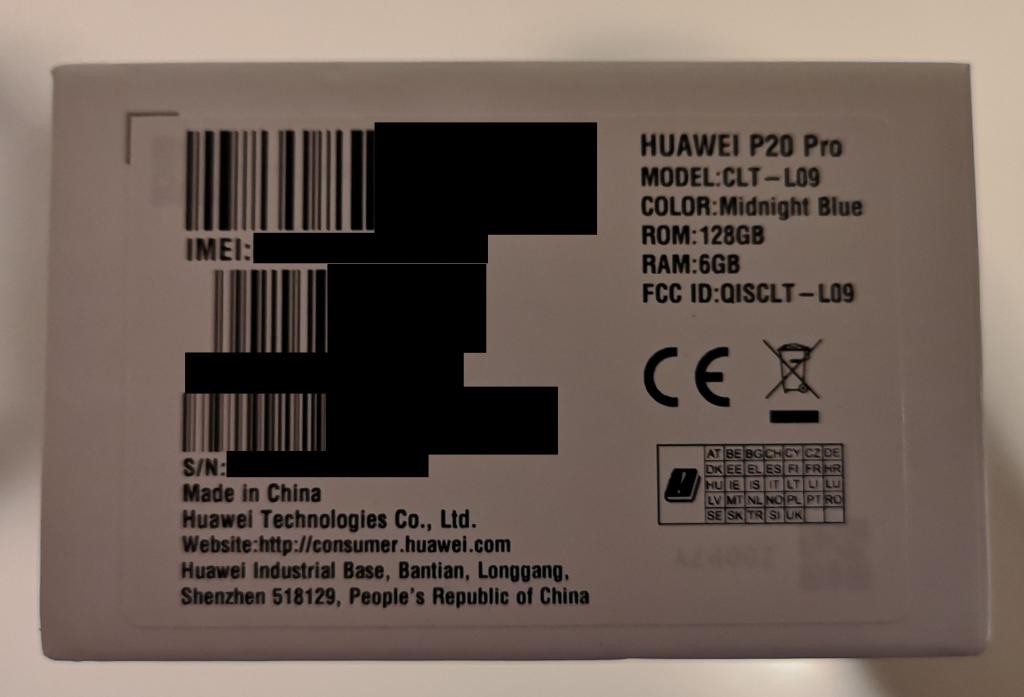 IMEI:
S/N:
Made in China
Huawei Technologies Co., Ltd.
Website:http://consumer.huawei.com
Huawei Industrial Base, Bantian, Longgang,
Shenzhen 518129, People's Republic of China
HUAWEI P20 Pro
MODEL:CLT-L09
COLOR:Midnight Blue
ROM:128GB
RAM:6GB
FCC ID:QISCLT-L09
CE
AT BE BG CH CY CZ DE
DK EE EL ES FI FR HR
HU IE IS IT LT LI LU
LV MT NL NO PL PT RO
SE SK TR SI UK